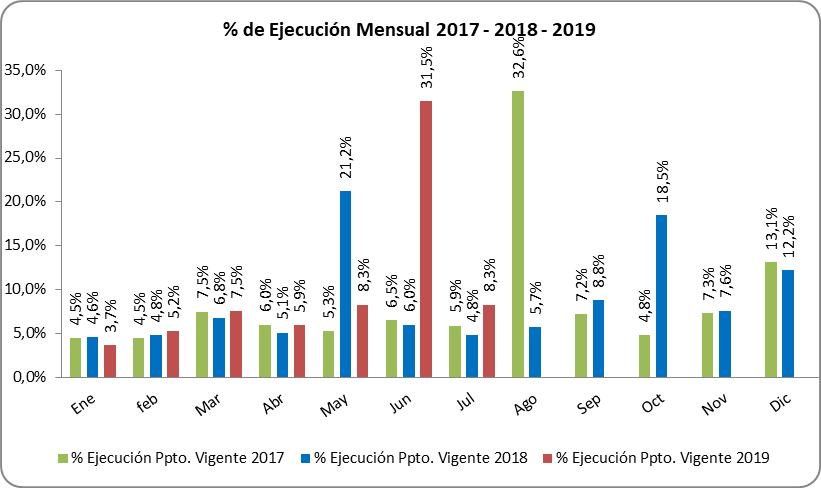 % de Ejecución Mensual 2017 - 2018 - 2019
35,0%
30,0%
25,0%
20,0%
15,0%
10,0%
5,0%
0,0%
4,5%
4,6%
3,7%
4,5%
4,8%
5,2%
7,5%
6,8%
7,5%
6,0%
5,1%
5,9%
5,3%
21,2%
8,3%
6,5%
6,0%
31,5%
5,9%
4,8%
8,3%
32,6%
5,7%
7,2%
8,8%
4,8%
18,5%
7,3%
7,6%
13,1%
12,2%
Ene
feb
Mar
Abr
May
Jun
Jul
Ago
Sep
Oct
Nov
Dic
% Ejecución Ppto. Vigente 2017
% Ejecución Ppto. Vigente 2018
% Ejecución Ppto. Vigente 2019